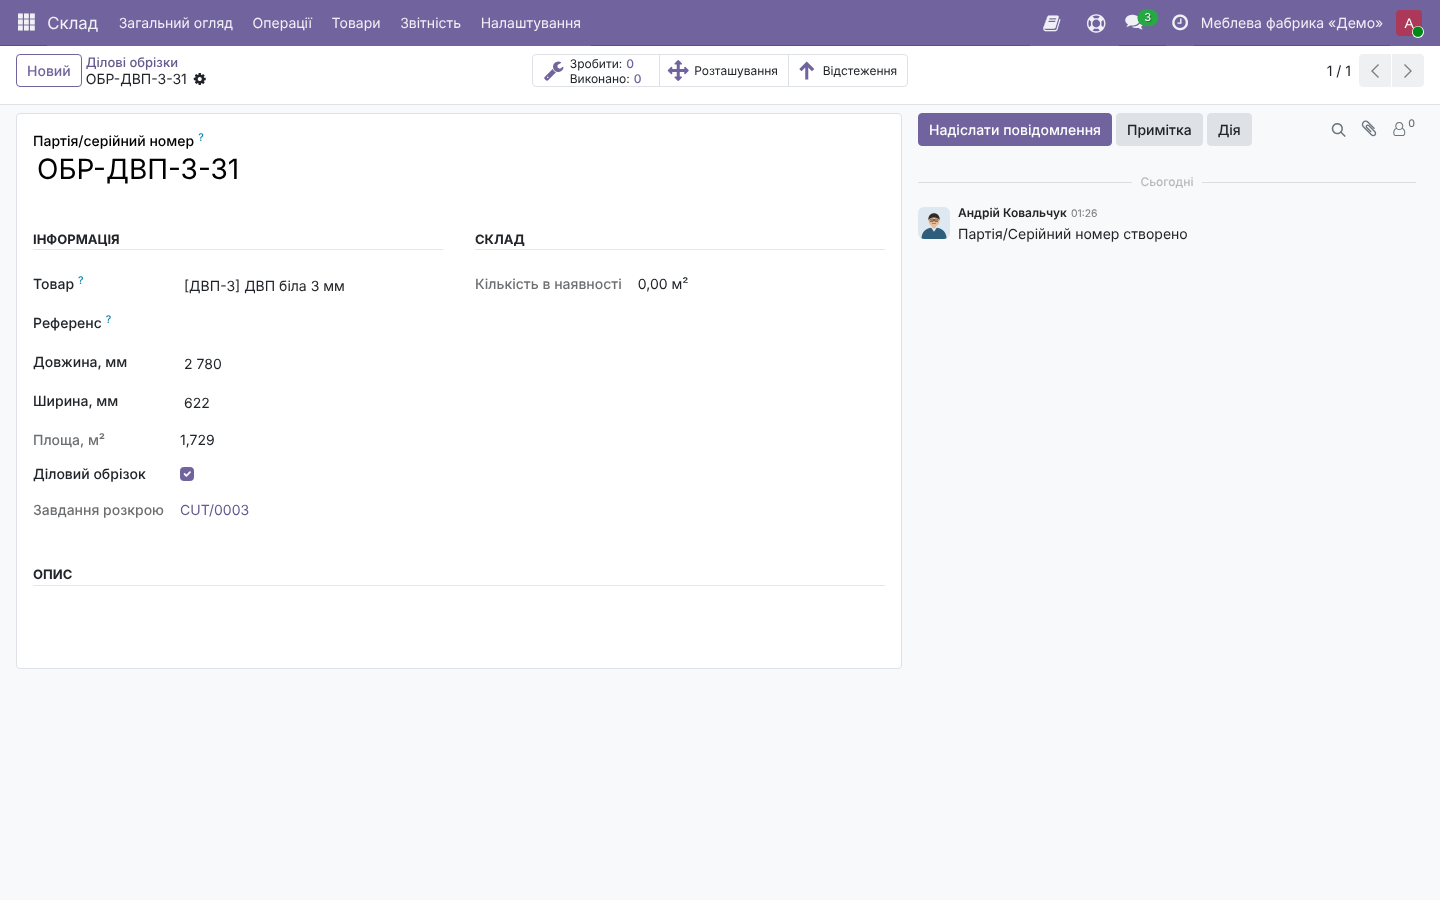 Склад
Загальний огляд
Операції
Товари
Звітність
Налаштування
3
Меблева фабрика «Демо»
A
Новий
Ділові обрізки
ОБР-ДВП-3-31
Зробити: 0
Виконано: 0
Розташування
Відстеження
1 / 1
Партія/серійний номер ?
ОБР-ДВП-3-31
ІНФОРМАЦІЯ
Товар ? [ДВП-3] ДВП біла 3 мм
Референс ?
Довжина, мм 2 780
Ширина, мм 622
Площа, м² 1,729
Діловий обрізок
Завдання розкрою CUT/0003
СКЛАД
Кількість в наявності 0,00 м²
ОПИС
Надіслати повідомлення
Примітка
Дія
0
Сьогодні
Андрій Ковальчук 01:26
Партія/Серійний номер створено